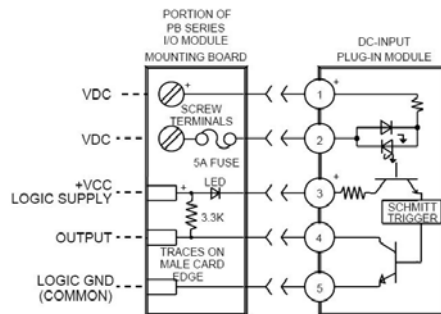 PORTION OF
PB SERIES
I/O MODULE
MOUNTING BOARD
DC-INPUT
PLUG-IN MODULE
VDC
+
1
+
SCREW
TERMINALS
VDC
2
5A FUSE
+VCC
LOGIC SUPPLY
+
LED
3
+
SCHMITT
TRIGGER
3.3K
OUTPUT
4
TRACES ON
MALE CARD
EDGE
LOGIC GND
(COMMON)
5